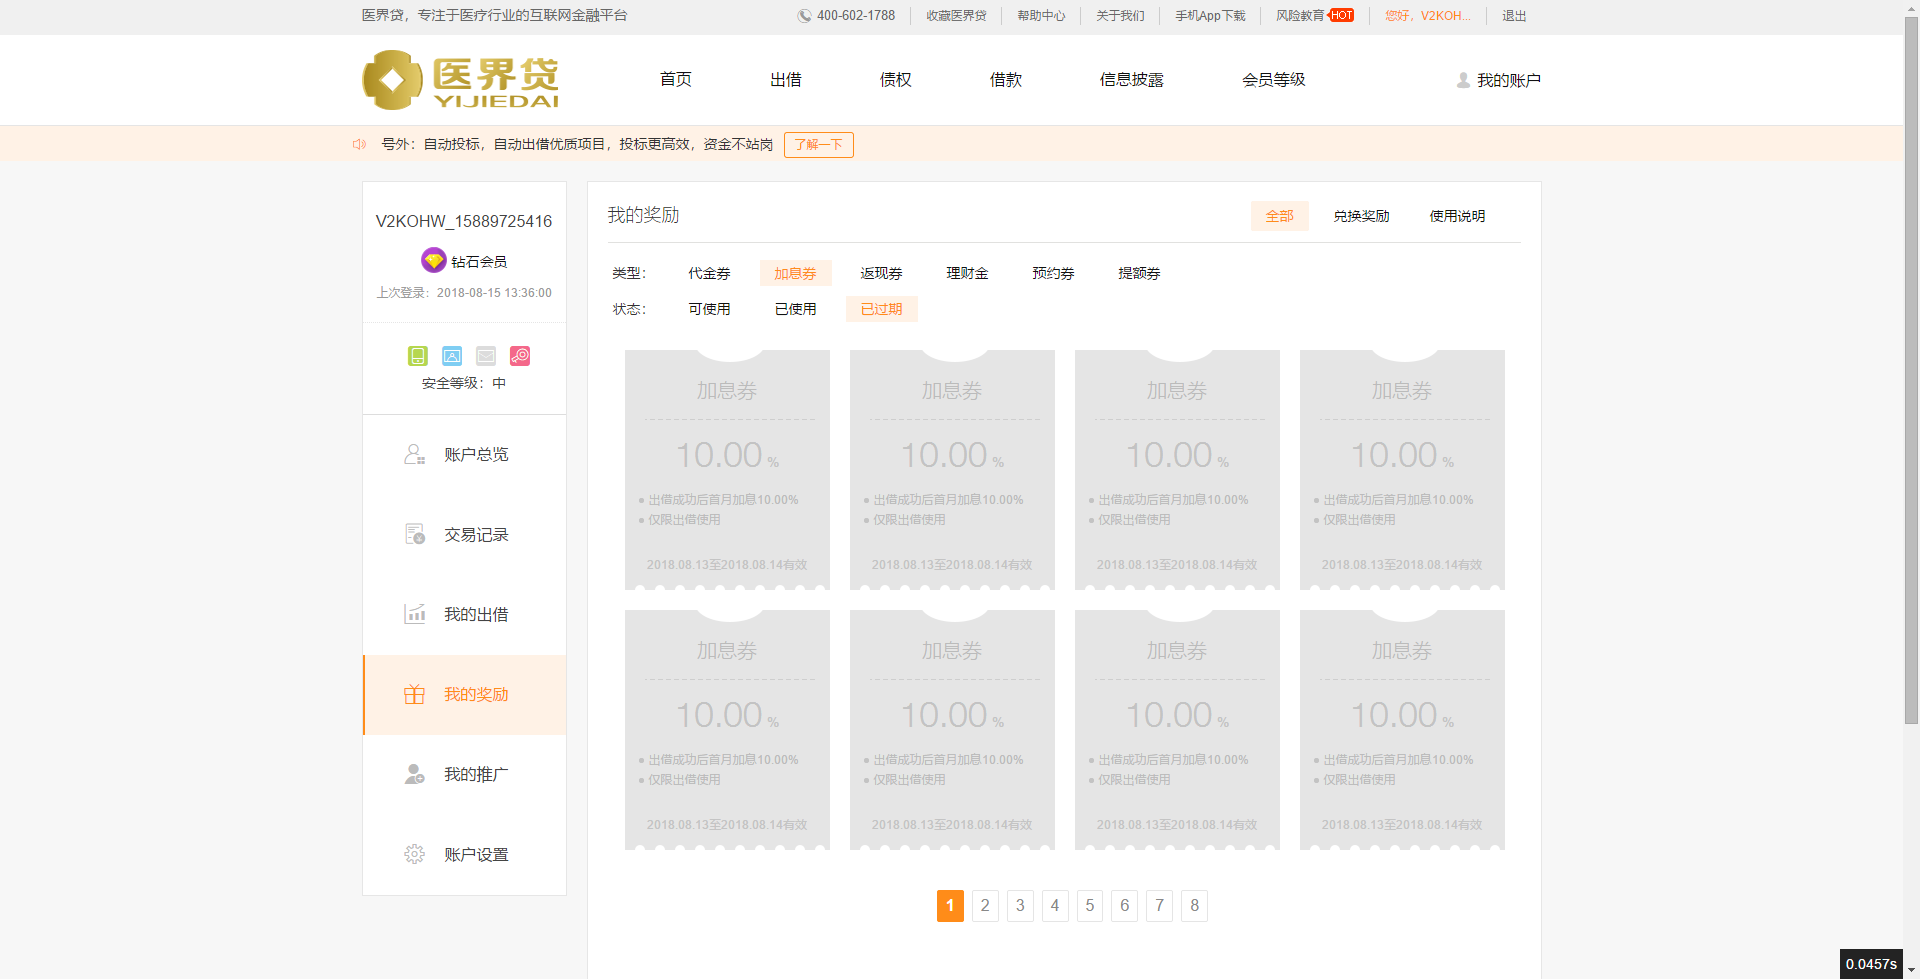 医界贷，专注于医疗行业的互联网金融平台
400-602-1788 收藏医界贷 帮助中心 关于我们 手机App下载 风险教育 HOT 您好，V2KOH... 退出
医界贷
YIJIEDAI
首页 出借 债权 借款 信息披露 会员等级 我的账户
号外：自动投标，自动出借优质项目，投标更高效，资金不站岗 了解一下
V2KOHW_15889725416
钻石会员
上次登录：2018-08-15 13:36:00
安全等级：中
账户总览
交易记录
我的出借
我的奖励
我的推广
账户设置
我的奖励 全部 兑换奖励 使用说明
类型： 代金券 加息券 返现券 理财金 预约券 提额券
状态： 可使用 已使用 已过期
加息券 加息券 加息券 加息券
10.00 % 10.00 % 10.00 % 10.00 %
出借成功后首月加息10.00% 出借成功后首月加息10.00% 出借成功后首月加息10.00% 出借成功后首月加息10.00%
仅限出借使用 仅限出借使用 仅限出借使用 仅限出借使用
2018.08.13至2018.08.14有效 2018.08.13至2018.08.14有效 2018.08.13至2018.08.14有效 2018.08.13至2018.08.14有效
加息券 加息券 加息券 加息券
10.00 % 10.00 % 10.00 % 10.00 %
出借成功后首月加息10.00% 出借成功后首月加息10.00% 出借成功后首月加息10.00% 出借成功后首月加息10.00%
仅限出借使用 仅限出借使用 仅限出借使用 仅限出借使用
2018.08.13至2018.08.14有效 2018.08.13至2018.08.14有效 2018.08.13至2018.08.14有效 2018.08.13至2018.08.14有效
1 2 3 4 5 6 7 8
0.0457s